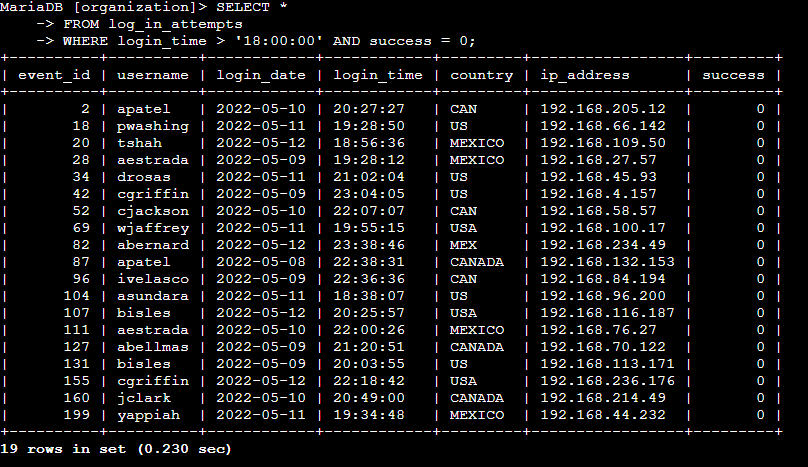 MariaDB [organization]> SELECT *
    -> FROM log_in_attempts
    -> WHERE login_time > '18:00:00' AND success = 0;
+----------+-----------+------------+------------+---------+-----------------+---------+
| event_id | username | login_date | login_time | country | ip_address | success |
+----------+-----------+------------+------------+---------+-----------------+---------+
| 2 | apatel | 2022-05-10 | 20:27:27 | CAN | 192.168.205.12 | 0 |
| 18 | pwashing | 2022-05-11 | 19:28:50 | US | 192.168.66.142 | 0 |
| 20 | tshah | 2022-05-12 | 18:56:36 | MEXICO | 192.168.109.50 | 0 |
| 28 | aestrada | 2022-05-09 | 19:28:12 | MEXICO | 192.168.27.57 | 0 |
| 34 | drosas | 2022-05-11 | 21:02:04 | US | 192.168.45.93 | 0 |
| 42 | cgriffin | 2022-05-09 | 23:04:05 | US | 192.168.4.157 | 0 |
| 52 | cjackson | 2022-05-10 | 22:07:07 | CAN | 192.168.58.57 | 0 |
| 69 | wjaffrey | 2022-05-11 | 19:55:15 | USA | 192.168.100.17 | 0 |
| 82 | abernard | 2022-05-12 | 23:38:46 | MEX | 192.168.234.49 | 0 |
| 87 | apatel | 2022-05-08 | 22:38:31 | CANADA | 192.168.132.153 | 0 |
| 96 | ivelasco | 2022-05-09 | 22:36:36 | CAN | 192.168.84.194 | 0 |
| 104 | asundara | 2022-05-11 | 18:38:07 | US | 192.168.96.200 | 0 |
| 107 | bisles | 2022-05-12 | 20:25:57 | USA | 192.168.116.187 | 0 |
| 111 | aestrada | 2022-05-10 | 22:00:26 | MEXICO | 192.168.76.27 | 0 |
| 127 | abellmas | 2022-05-09 | 21:20:51 | CANADA | 192.168.70.122 | 0 |
| 131 | bisles | 2022-05-09 | 20:03:55 | US | 192.168.113.171 | 0 |
| 155 | cgriffin | 2022-05-12 | 22:18:42 | USA | 192.168.236.176 | 0 |
| 160 | jclark | 2022-05-10 | 20:49:00 | CANADA | 192.168.214.49 | 0 |
| 199 | yappiah | 2022-05-11 | 19:34:48 | MEXICO | 192.168.44.232 | 0 |
+----------+-----------+------------+------------+---------+-----------------+---------+
19 rows in set (0.230 sec)